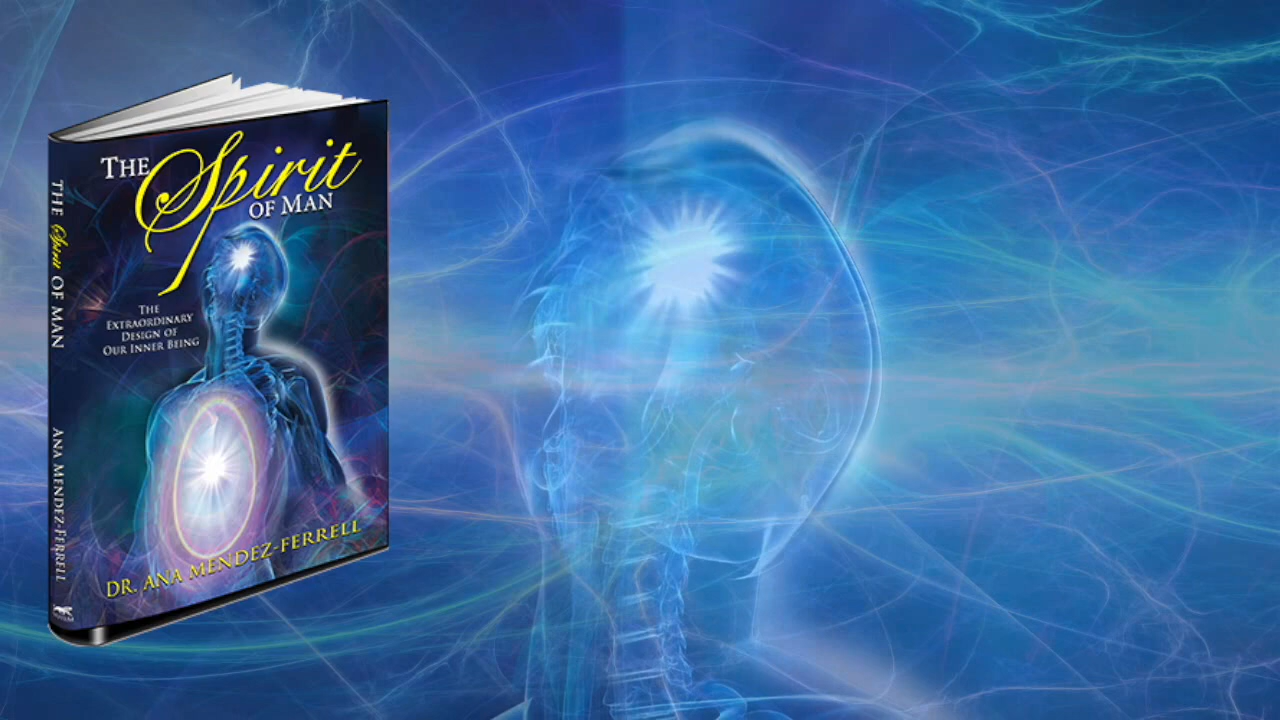 THE Spirit
OF MAN
THE
EXTRAORDINARY
DESIGN OF
OUR INNER BEING
DR. ANA MENDEZ-FERRELL
THE Spirit OF MAN
ANA MENDEZ-FERRELL